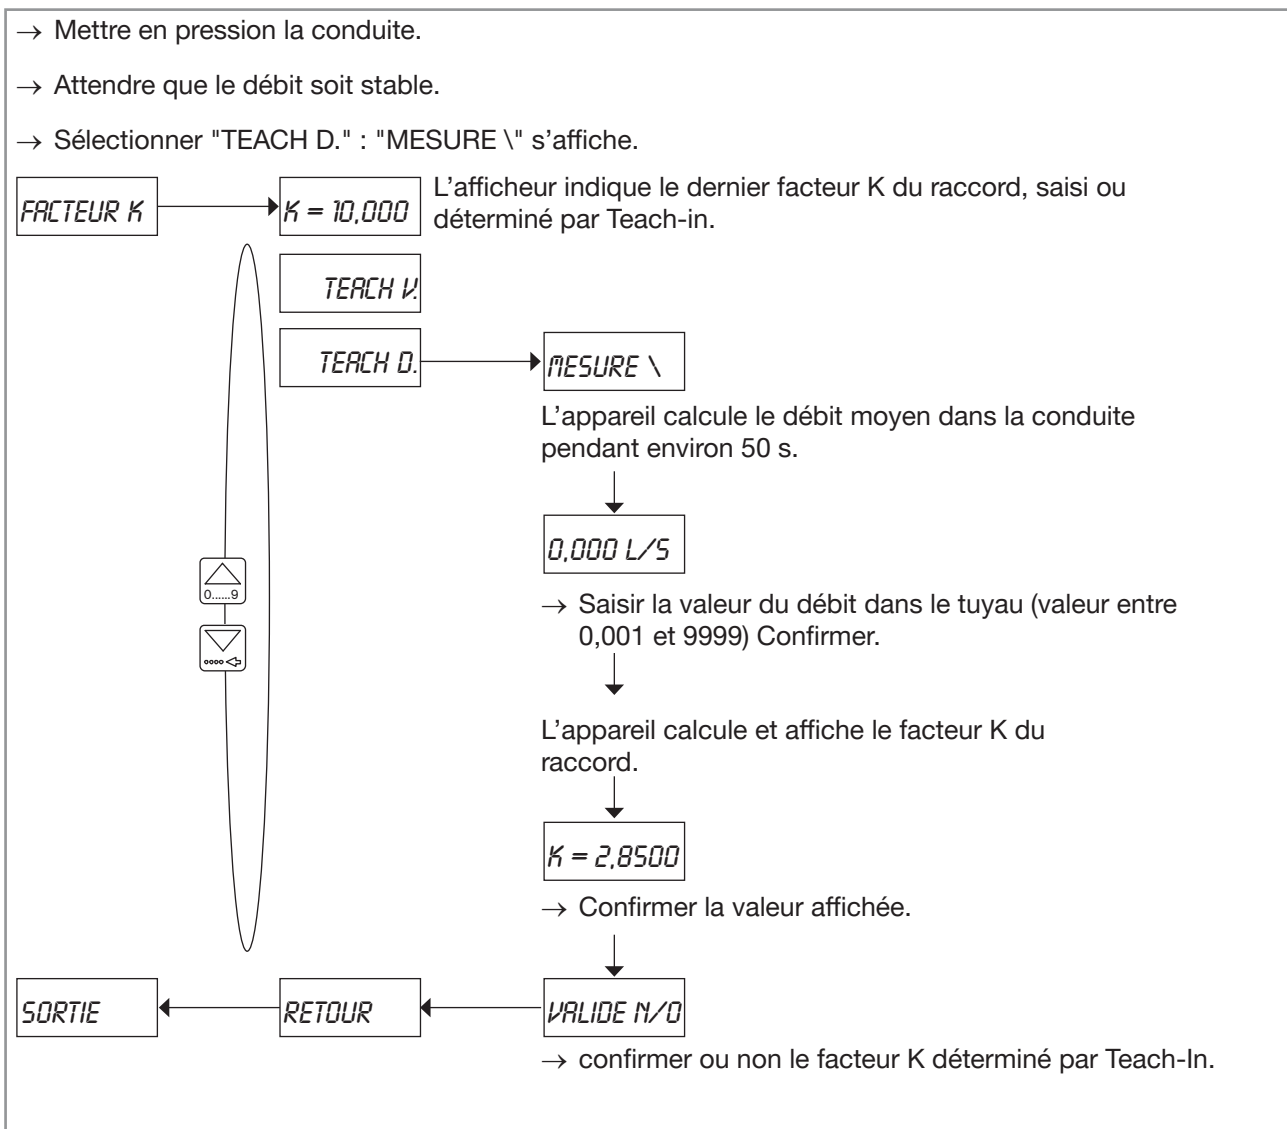 → Mettre en pression la conduite.
→ Attendre que le débit soit stable.
→ Sélectionner "TEACH D." : "MESURE \" s’affiche.
FACTEUR K
K = 10,000
L’afficheur indique le dernier facteur K du raccord, saisi ou
déterminé par Teach-in.
TEACH V.
TEACH D.
MESURE \
L’appareil calcule le débit moyen dans la conduite
pendant environ 50 s.
0,000 L/S
0......9
→ Saisir la valeur du débit dans le tuyau (valeur entre
0,001 et 9999) Confirmer.
L’appareil calcule et affiche le facteur K du
raccord.
K = 2,8500
→ Confirmer la valeur affichée.
SORTIE
RETOUR
VALIDE N/O
→ confirmer ou non le facteur K déterminé par Teach-In.